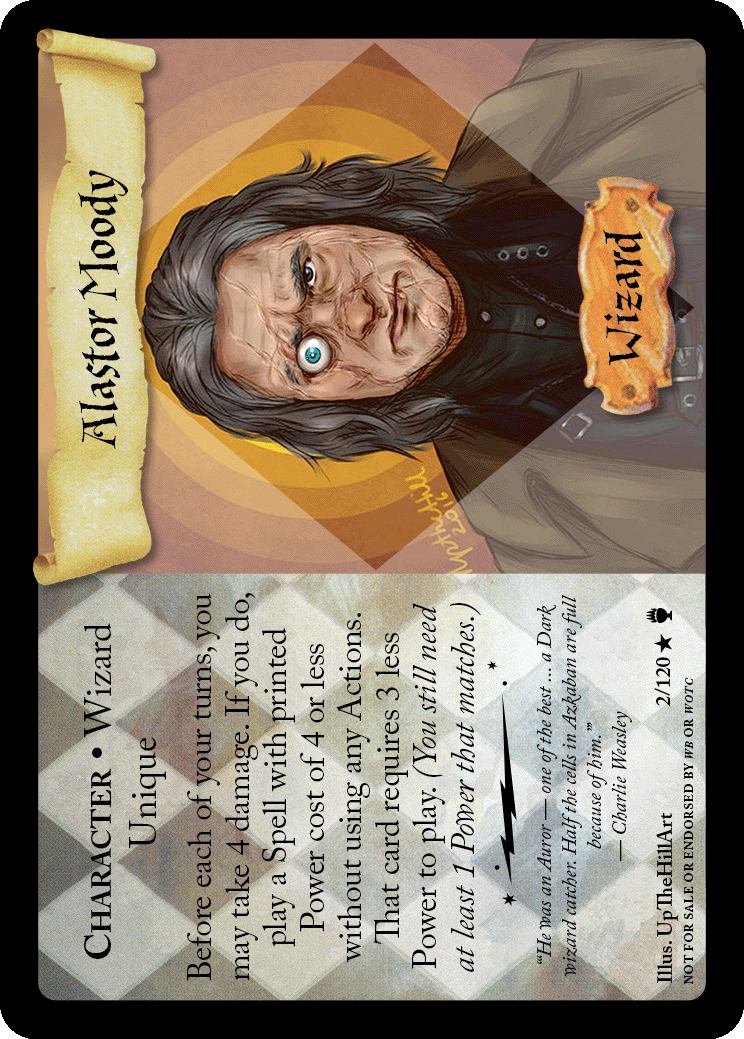 Alastor Moody
Wizard
Upthehill
2016
CHARACTER • Wizard
Unique
Before each of your turns, you
may take 4 damage. If you do,
play a Spell with printed
Power cost of 4 or less
without using any Actions.
That card requires 3 less
Power to play. (You still need
at least 1 Power that matches.)
“‘He was an Auror — one of the best ... a Dark
wizard catcher. Half the cells in Azkaban are full
because of him.’”
— Charlie Weasley
Illus. UpTheHillArt 2/120 ★
NOT FOR SALE OR ENDORSED BY WB OR WOTC